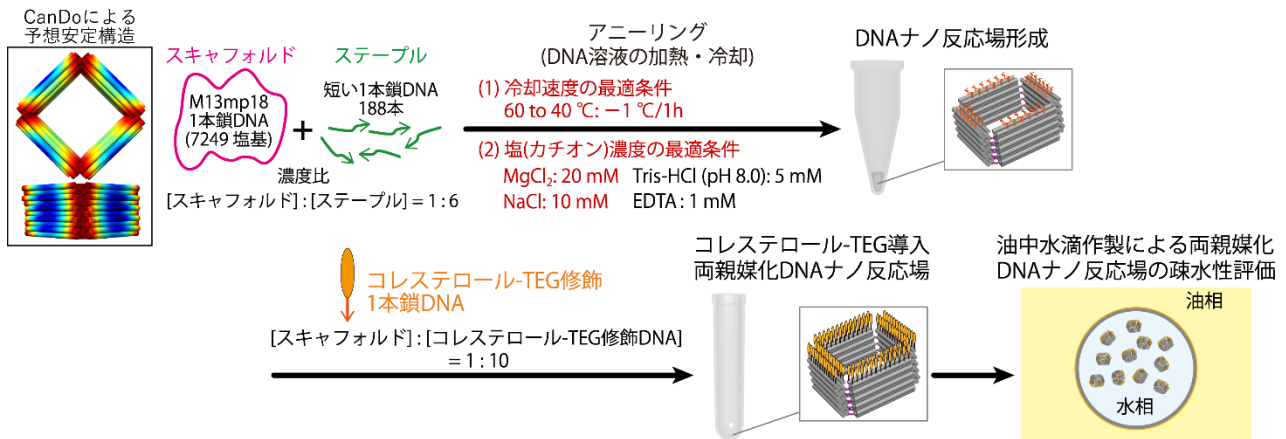 CanDoによる
予想安定構造
スキャフォルド
M13mp18
1本鎖DNA
(7249 塩基)
+
ステープル
短い1本鎖DNA
188本
濃度比
[スキャフォルド] : [ステープル] = 1 : 6
アニーリング
(DNA溶液の加熱・冷却)
(1) 冷却速度の最適条件
60 to 40 ℃: −1 ℃/1h
(2) 塩(カチオン)濃度の最適条件
MgCl₂: 20 mM Tris-HCl (pH 8.0): 5 mM
NaCl: 10 mM EDTA : 1 mM
DNAナノ反応場形成
コレステロール-TEG修飾
1本鎖DNA
[スキャフォルド] : [コレステロール-TEG修飾DNA]
= 1 : 10
コレステロール-TEG導入
両親媒化DNAナノ反応場
油中水滴作製による両親媒化
DNAナノ反応場の疎水性評価
油相
水相